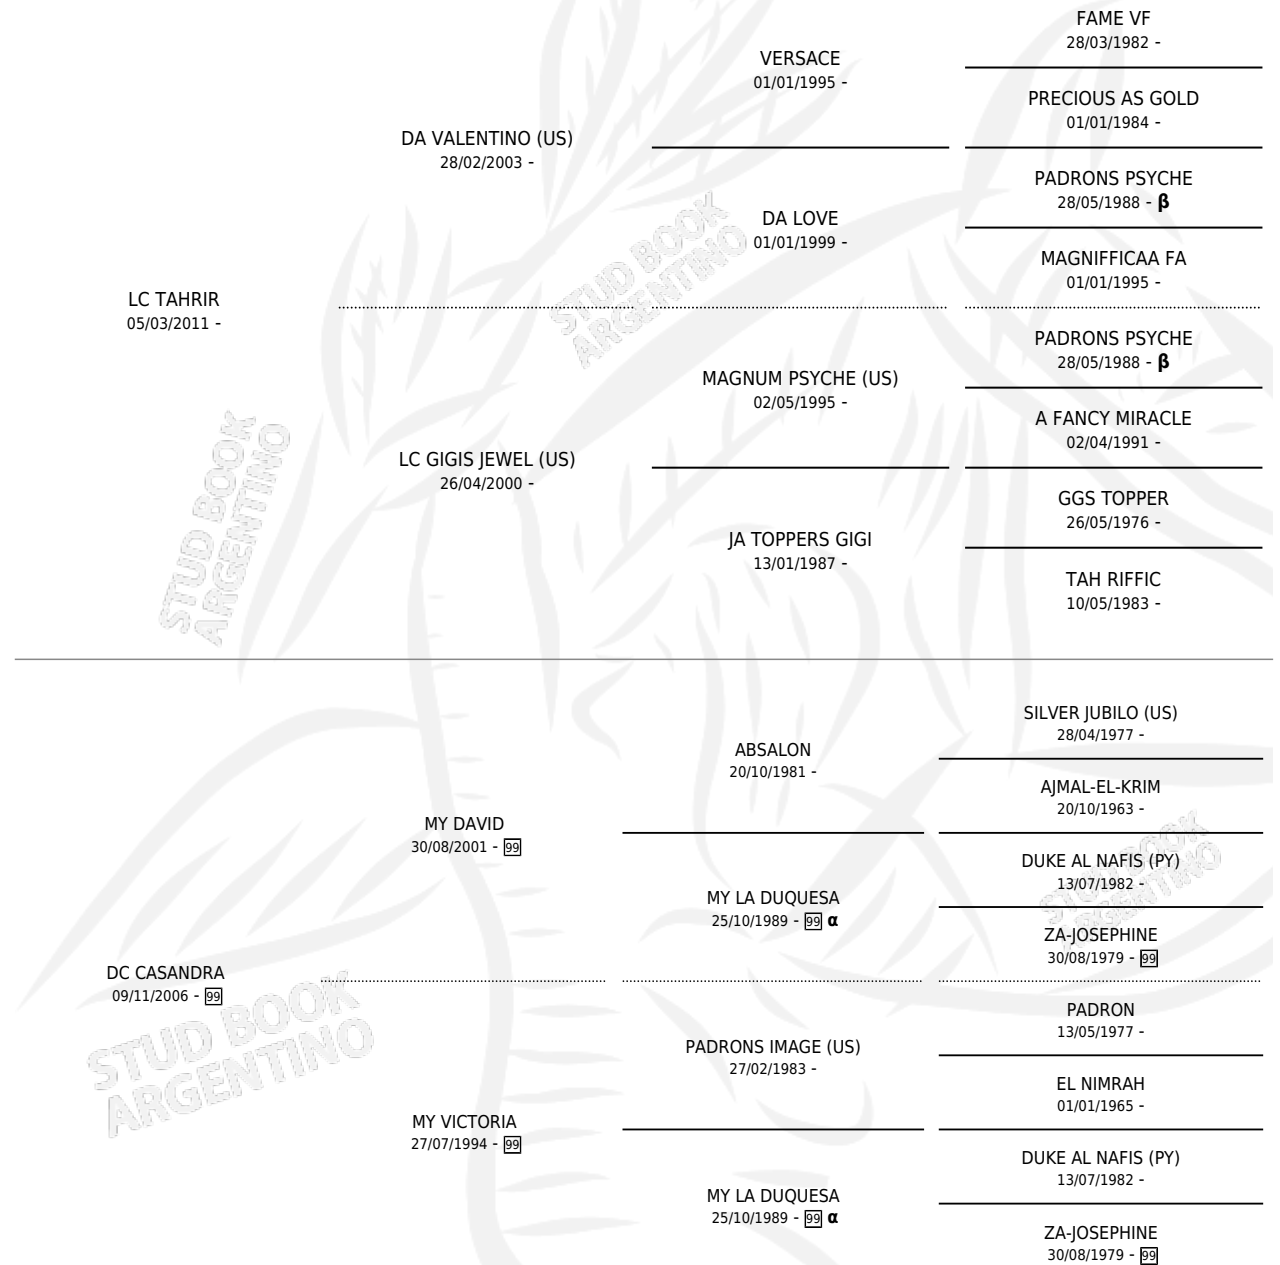 FAME VF
28/03/1982 -
VERSACE
01/01/1995 -
PRECIOUS AS GOLD
01/01/1984 -
DA VALENTINO (US)
28/02/2003 -
PADRONS PSYCHE
28/05/1988 - β
DA LOVE
01/01/1999 -
MAGNIFFICAA FA
01/01/1995 -
LC TAHRIR
05/03/2011 -
PADRONS PSYCHE
28/05/1988 - β
MAGNUM PSYCHE (US)
02/05/1995 -
A FANCY MIRACLE
02/04/1991 -
LC GIGIS JEWEL (US)
26/04/2000 -
GGS TOPPER
26/05/1976 -
JA TOPPERS GIGI
13/01/1987 -
TAH RIFFIC
10/05/1983 -
STUD BOOK
ARGENTINO
STUD BOOK
ARGENTINO
SILVER JUBILO (US)
28/04/1977 -
ABSALON
20/10/1981 -
AJMAL-EL-KRIM
20/10/1963 -
MY DAVID
30/08/2001 - 99
DUKE AL NAFIS (PY)
13/07/1982 -
MY LA DUQUESA
25/10/1989 - 99 α
ZA-JOSEPHINE
30/08/1979 - 99
DC CASANDRA
09/11/2006 - 99
PADRON
13/05/1977 -
PADRONS IMAGE (US)
27/02/1983 -
EL NIMRAH
01/01/1965 -
MY VICTORIA
27/07/1994 - 99
DUKE AL NAFIS (PY)
13/07/1982 -
MY LA DUQUESA
25/10/1989 - 99 α
ZA-JOSEPHINE
30/08/1979 - 99
STUD BOOK
ARGENTINO
STUD BOOK
ARGENTINO